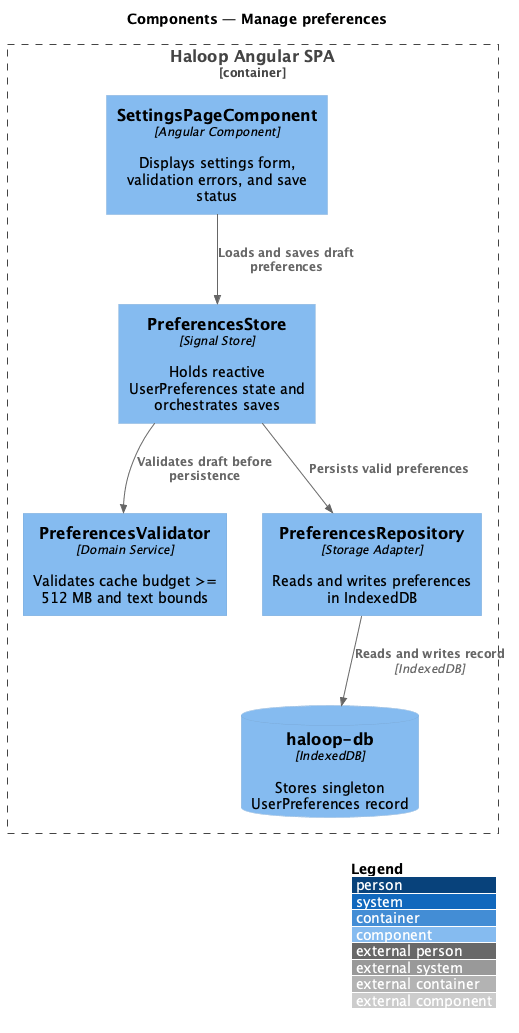 Components — Manage preferences
Haloop Angular SPA
[container]
SettingsPageComponent
[Angular Component]
Displays settings form,
validation errors, and save
status
Loads and saves draft
preferences
PreferencesStore
[Signal Store]
Holds reactive
UserPreferences state and
orchestrates saves
Validates draft before
persistence
Persists valid preferences
PreferencesValidator
[Domain Service]
Validates cache budget >=
512 MB and text bounds
PreferencesRepository
[Storage Adapter]
Reads and writes preferences
in IndexedDB
Reads and writes record
[IndexedDB]
haloop-db
[IndexedDB]
Stores singleton
UserPreferences record
Legend
person
system
container
component
external person
external system
external container
external component